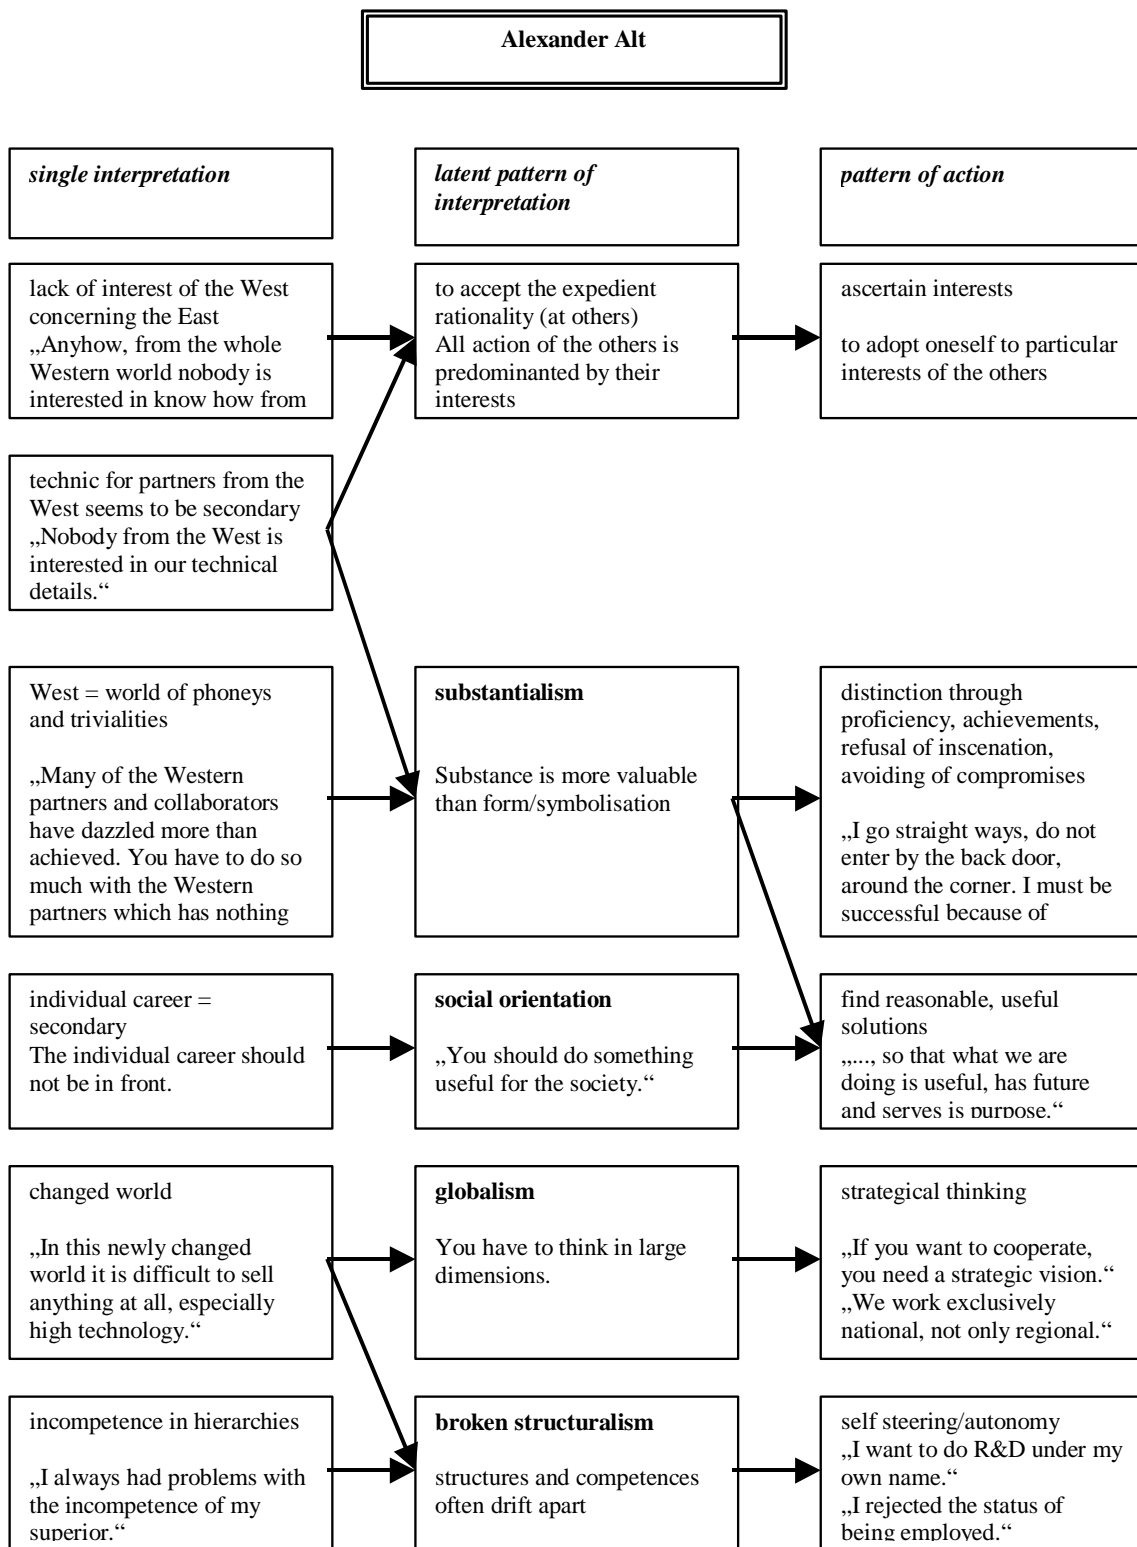 Alexander Alt
single interpretation
latent pattern of
interpretation
pattern of action
lack of interest of the West
concerning the East
„Anyhow, from the whole
Western world nobody is
interested in know how from
to accept the expedient
rationality (at others)
All action of the others is
predominanted by their
interests
ascertain interests
to adopt oneself to particular
interests of the others
technic for partners from the
West seems to be secondary
„Nobody from the West is
interested in our technical
details.“
West = world of phoneys
and trivialities
„Many of the Western
partners and collaborators
have dazzled more than
achieved. You have to do so
much with the Western
partners which has nothing
substantialism
Substance is more valuable
than form/symbolisation
distinction through
proficiency, achievements,
refusal of inscenation,
avoiding of compromises
„I go straight ways, do not
enter by the back door,
around the corner. I must be
successful because of
individual career =
secondary
The individual career should
not be in front.
social orientation
„You should do something
useful for the society.“
find reasonable, useful
solutions
„..., so that what we are
doing is useful, has future
and serves is purpose.“
changed world
„In this newly changed
world it is difficult to sell
anything at all, especially
high technology.“
globalism
You have to think in large
dimensions.
strategical thinking
„If you want to cooperate,
you need a strategic vision.“
„We work exclusively
national, not only regional.“
incompetence in hierarchies
„I always had problems with
the incompetence of my
superior.“
broken structuralism
structures and competences
often drift apart
self steering/autonomy
„I want to do R&D under my
own name.“
„I rejected the status of
being employed.“